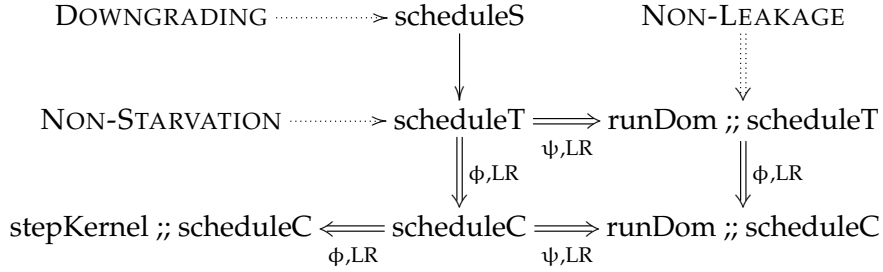 DOWNGRADING scheduleS NON-LEAKAGE
NON-STARVATION scheduleT runDom ;; scheduleT
ψ,LR
ϕ,LR ϕ,LR
stepKernel ;; scheduleC scheduleC runDom ;; scheduleC
ϕ,LR ψ,LR